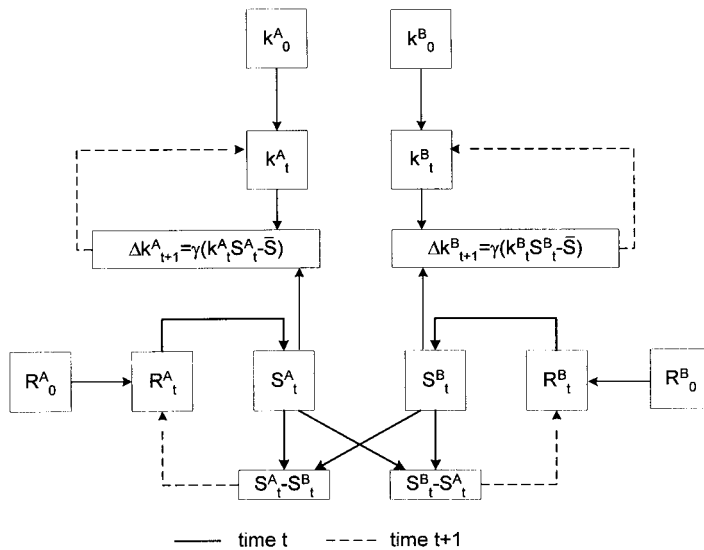 k^A_0 k^B_0
k^A_t k^B_t
Δk^A_{t+1}=γ(k^A_t S^A_t-S̄) Δk^B_{t+1}=γ(k^B_t S^B_t-S̄)
R^A_0 R^A_t S^A_t S^B_t R^B_t R^B_0
S^A_t-S^B_t S^B_t-S^A_t
time t time t+1